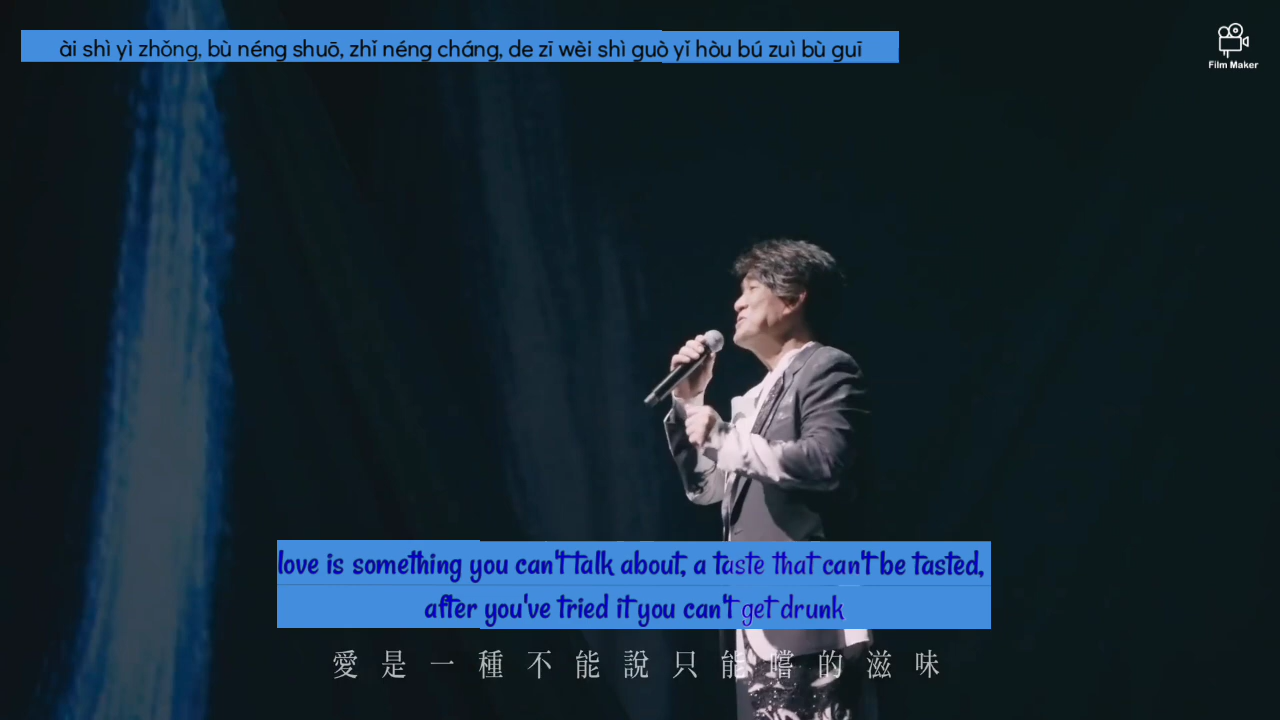 ài shì yì zhǒng, bù néng shuō, zhǐ néng cháng, de zī wèi shì guò yǐ hòu bú zuì bù guī
Film Maker
love is something you can't talk about, a taste that can't be tasted,
after you've tried it you can't get drunk
愛是一種不能說只能嚐的滋味